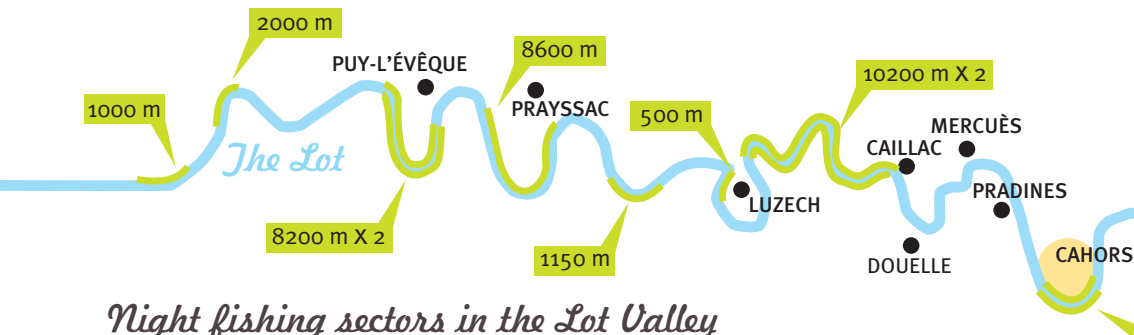 2000 m
PUY-L'ÉVÊQUE
8600 m
PRAYSSAC
10200 m X 2
1000 m
500 m
MERCUÈS
CAILLAC
The Lot
PRADINES
LUZECH
8200 m X 2
1150 m
DOUELLE
CAHORS
Night fishing sectors in the Lot Valley